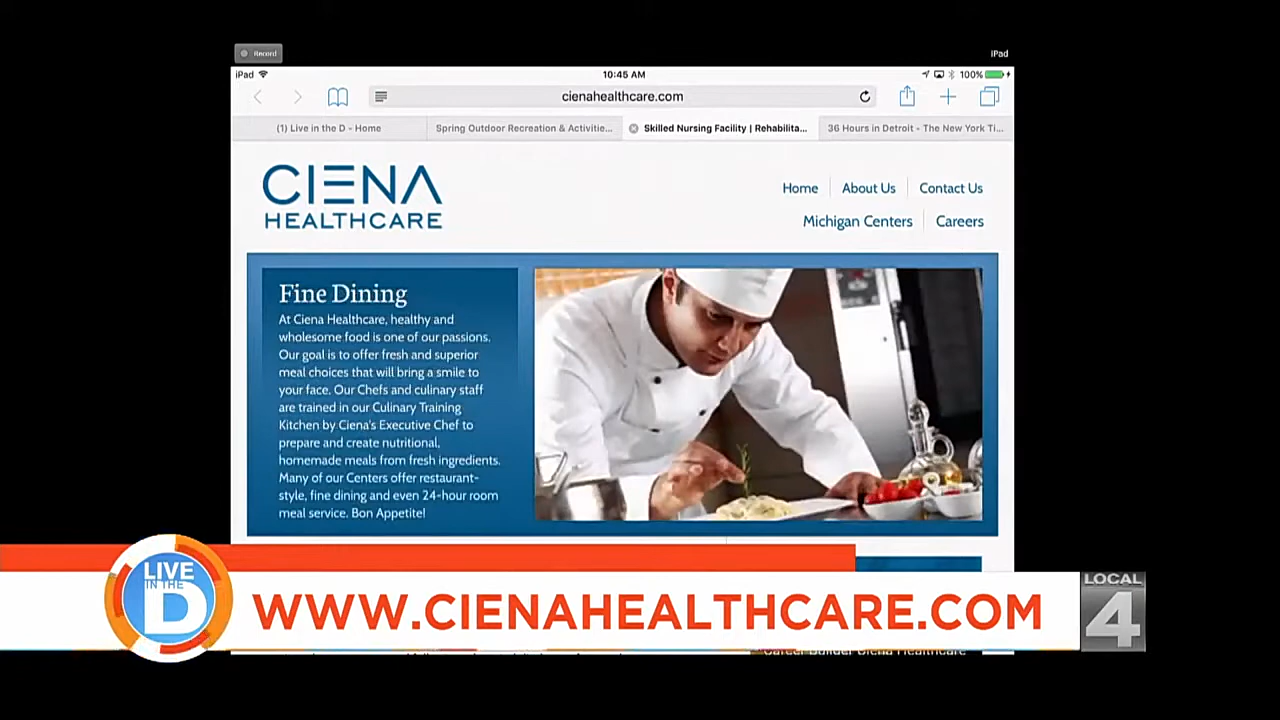 Record
iPad
iPad 10:45 AM 100%
cienahealthcare.com
(1) Live in the D - Home
Spring Outdoor Recreation & Activitie...
Skilled Nursing Facility | Rehabilita...
36 Hours in Detroit - The New York Ti...
CIENA
HEALTHCARE
Home About Us Contact Us
Michigan Centers Careers
Fine Dining
At Ciena Healthcare, healthy and
wholesome food is one of our passions.
Our goal is to offer fresh and superior
meal choices that will bring a smile to
your face. Our Chefs and culinary staff
are trained in our Culinary Training
Kitchen by Ciena's Executive Chef to
prepare and create nutritional,
homemade meals from fresh ingredients.
Many of our Centers offer restaurant-
style, fine dining and even 24-hour room
meal service. Bon Appetite!
LIVE
IN THE
D
WWW.CIENAHEALTHCARE.COM
LOCAL
4
Career Builder Ciena Healthcare